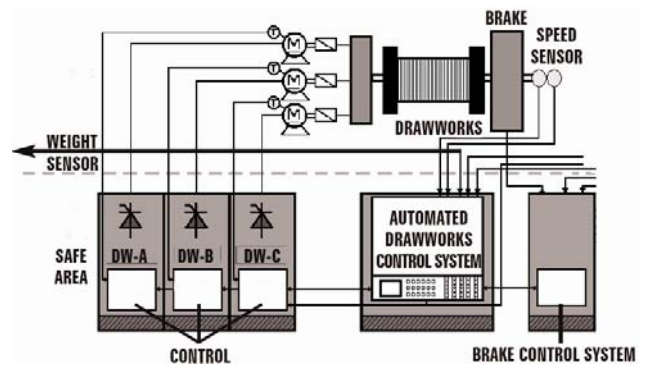 BRAKE
SPEED
SENSOR
T
M
T
M
T
M
DRAWWORKS
WEIGHT
SENSOR
SAFE
AREA
DW-A
DW-B
DW-C
AUTOMATED
DRAWWORKS
CONTROL SYSTEM
CONTROL
BRAKE CONTROL SYSTEM